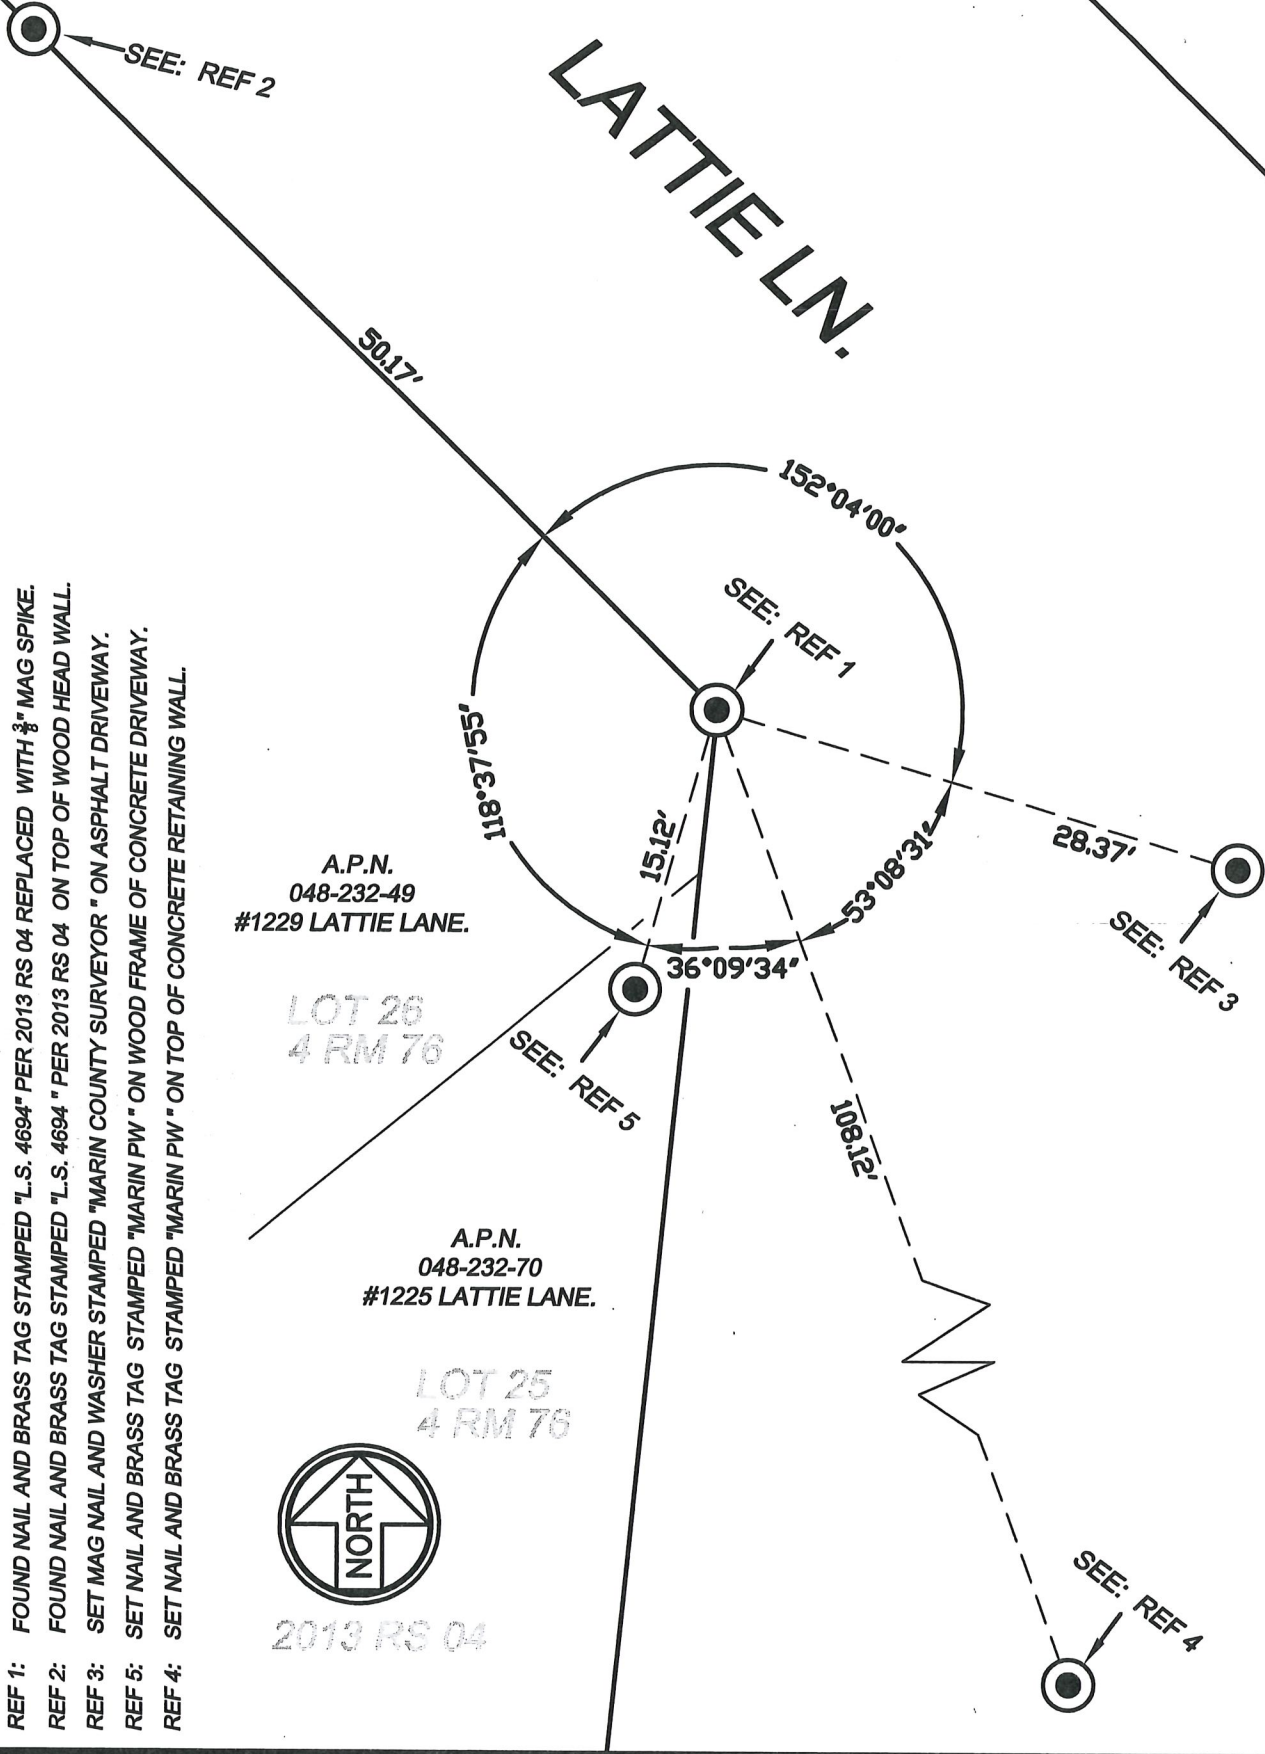 SEE: REF 2
LATTIE LN.
50.17'
152°04'00"
SEE: REF 1
118°37'55"
15.12'
28.37'
53°08'31"
SEE: REF 3
36°09'34"
A.P.N.
048-232-49
#1229 LATTIE LANE.
LOT 26
4 RM 76
SEE: REF 5
108.12'
A.P.N.
048-232-70
#1225 LATTIE LANE.
LOT 25
4 RM 76
NORTH
2013 RS 04
SEE: REF 4
REF 1: FOUND NAIL AND BRASS TAG STAMPED "L.S. 4694" PER 2013 RS 04 REPLACED WITH 3/8" MAG SPIKE.
REF 2: FOUND NAIL AND BRASS TAG STAMPED "L.S. 4694 " PER 2013 RS 04 ON TOP OF WOOD HEAD WALL.
REF 3: SET MAG NAIL AND WASHER STAMPED "MARIN COUNTY SURVEYOR " ON ASPHALT DRIVEWAY.
REF 5: SET NAIL AND BRASS TAG STAMPED "MARIN PW " ON WOOD FRAME OF CONCRETE DRIVEWAY.
REF 4: SET NAIL AND BRASS TAG STAMPED "MARIN PW " ON TOP OF CONCRETE RETAINING WALL.